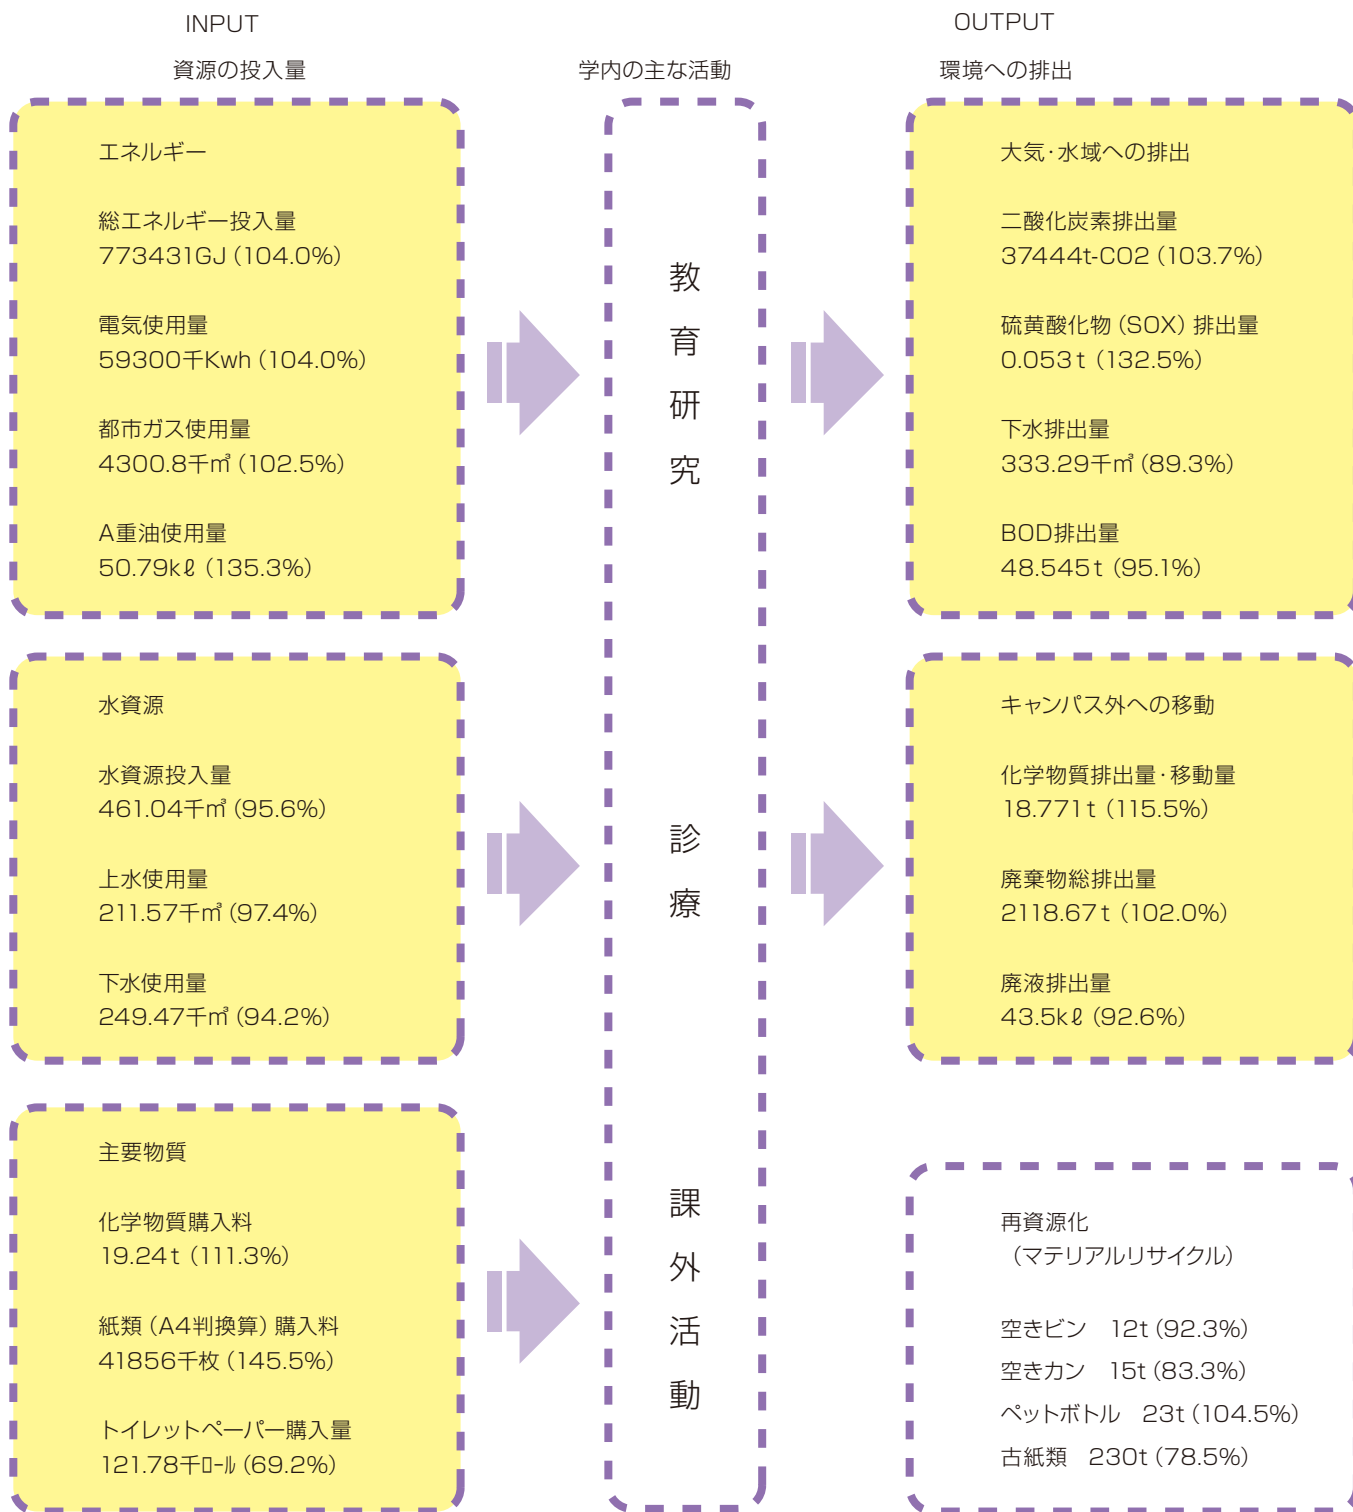 INPUT
資源の投入量
エネルギー
総エネルギー投入量
773431GJ (104.0%)
電気使用量
59300千Kwh (104.0%)
都市ガス使用量
4300.8千㎥ (102.5%)
A重油使用量
50.79kℓ (135.3%)
水資源
水資源投入量
461.04千㎥ (95.6%)
上水使用量
211.57千㎥ (97.4%)
下水使用量
249.47千㎥ (94.2%)
主要物質
化学物質購入料
19.24t (111.3%)
紙類 (A4判換算) 購入料
41856千枚 (145.5%)
トイレットペーパー購入量
121.78千ロール (69.2%)
学内の主な活動
教育研究
診療
課外活動
OUTPUT
環境への排出
大気・水域への排出
二酸化炭素排出量
37444t-CO2 (103.7%)
硫黄酸化物 (SOX) 排出量
0.053t (132.5%)
下水排出量
333.29千㎥ (89.3%)
BOD排出量
48.545t (95.1%)
キャンパス外への移動
化学物質排出量・移動量
18.771t (115.5%)
廃棄物総排出量
2118.67t (102.0%)
廃液排出量
43.5kℓ (92.6%)
再資源化
（マテリアルリサイクル）
空きビン　12t (92.3%)
空きカン　15t (83.3%)
ペットボトル　23t (104.5%)
古紙類　230t (78.5%)